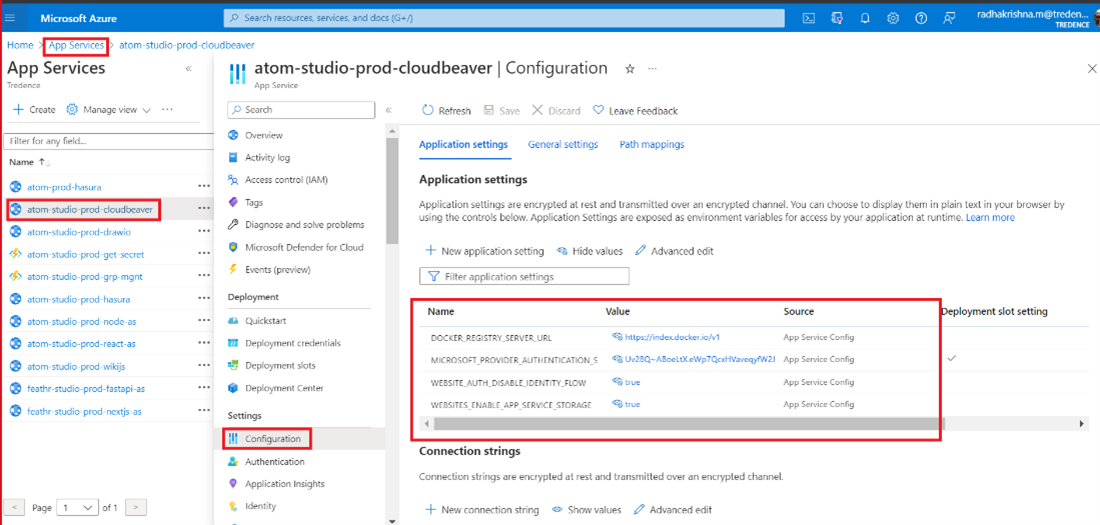 Microsoft Azure
Search resources, services, and docs (G+/)
radhakrishna.m@treden...
TREDENCE
Home > App Services > atom-studio-prod-cloudbeaver
App Services
Tredence
Create
Manage view
Filter for any field...
Name
atom-prod-hasura
atom-studio-prod-cloudbeaver
atom-studio-prod-drawio
atom-studio-prod-get-secret
atom-studio-prod-grp-mgnt
atom-studio-prod-hasura
atom-studio-prod-node-as
atom-studio-prod-react-as
atom-studio-prod-wikijs
feathr-studio-prod-fastapi-as
feathr-studio-prod-nextjs-as
< Page 1 of 1 >
atom-studio-prod-cloudbeaver | Configuration
App Service
Search
Overview
Activity log
Access control (IAM)
Tags
Diagnose and solve problems
Microsoft Defender for Cloud
Events (preview)
Deployment
Quickstart
Deployment credentials
Deployment slots
Deployment Center
Settings
Configuration
Authentication
Application Insights
Identity
Refresh Save Discard Leave Feedback
Application settings General settings Path mappings
Application settings
Application settings are encrypted at rest and transmitted over an encrypted channel. You can choose to display them in plain text in your browser by
using the controls below. Application Settings are exposed as environment variables for access by your application at runtime. Learn more
New application setting Hide values Advanced edit
Filter application settings
Name Value Source Deployment slot setting
DOCKER_REGISTRY_SERVER_URL https://index.docker.io/v1 App Service Config
MICROSOFT_PROVIDER_AUTHENTICATION_S App Service Config
WEBSITE_AUTH_DISABLE_IDENTITY_FLOW true App Service Config
WEBSITES_ENABLE_APP_SERVICE_STORAGE true App Service Config
Connection strings
Connection strings are encrypted at rest and transmitted over an encrypted channel.
New connection string Show values Advanced edit